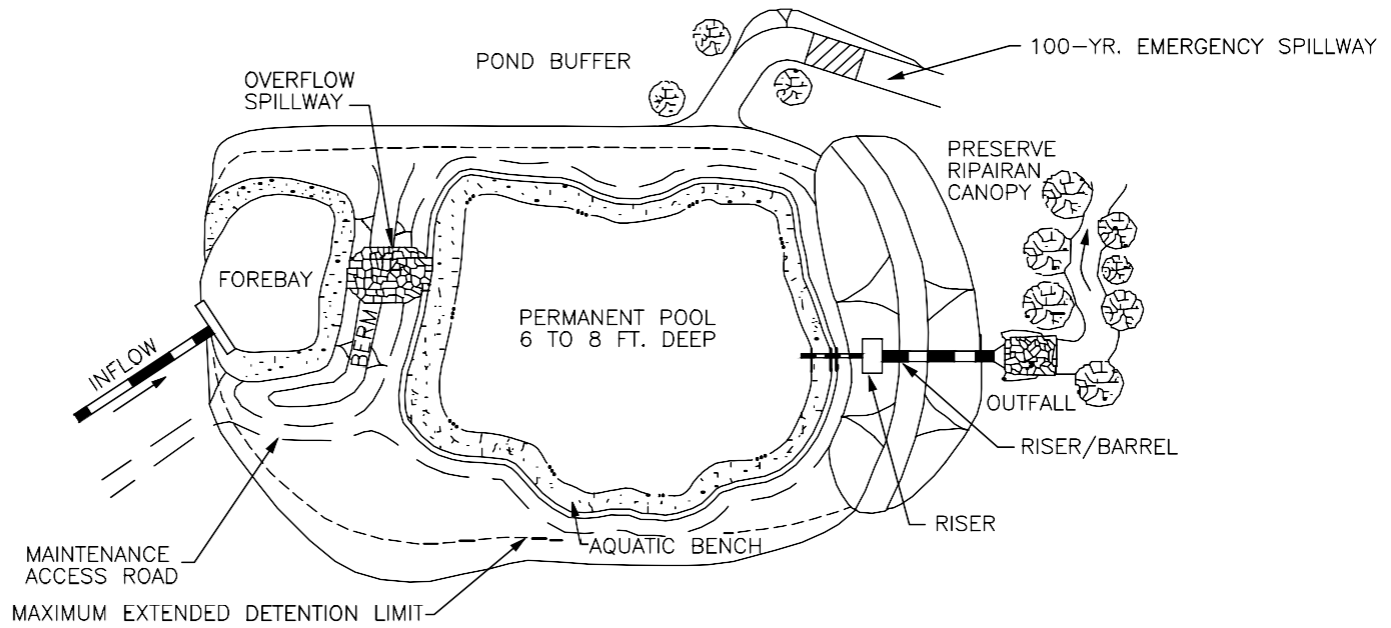 POND BUFFER
100-YR. EMERGENCY SPILLWAY
OVERFLOW
SPILLWAY
PRESERVE
RIPAIRAN
CANOPY
FOREBAY
PERMANENT POOL
6 TO 8 FT. DEEP
BERM
INFLOW
OUTFALL
RISER/BARREL
RISER
AQUATIC BENCH
MAINTENANCE
ACCESS ROAD
MAXIMUM EXTENDED DETENTION LIMIT